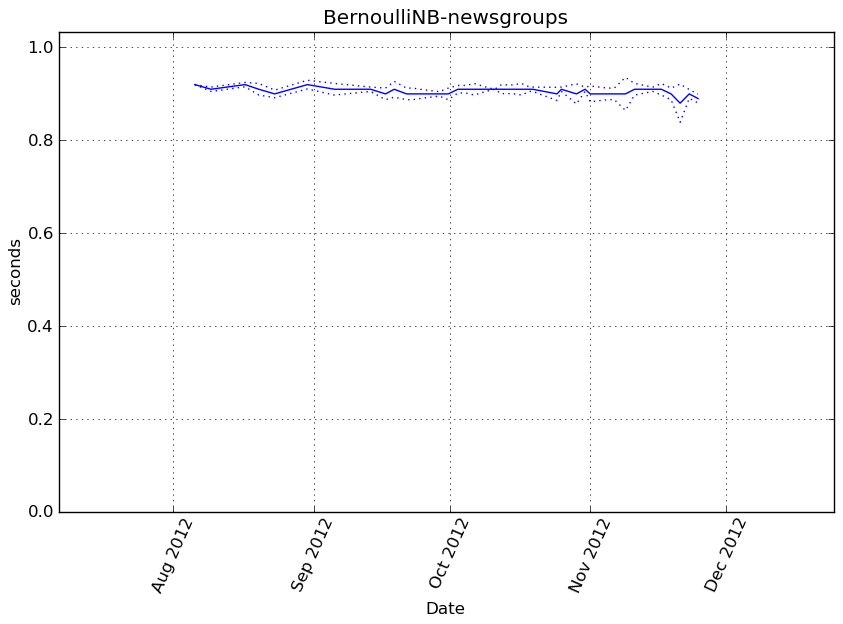 BernoulliNB-newsgroups
1.0
0.8
0.6
0.4
0.2
0.0
seconds
Aug 2012
Sep 2012
Oct 2012
Nov 2012
Dec 2012
Date